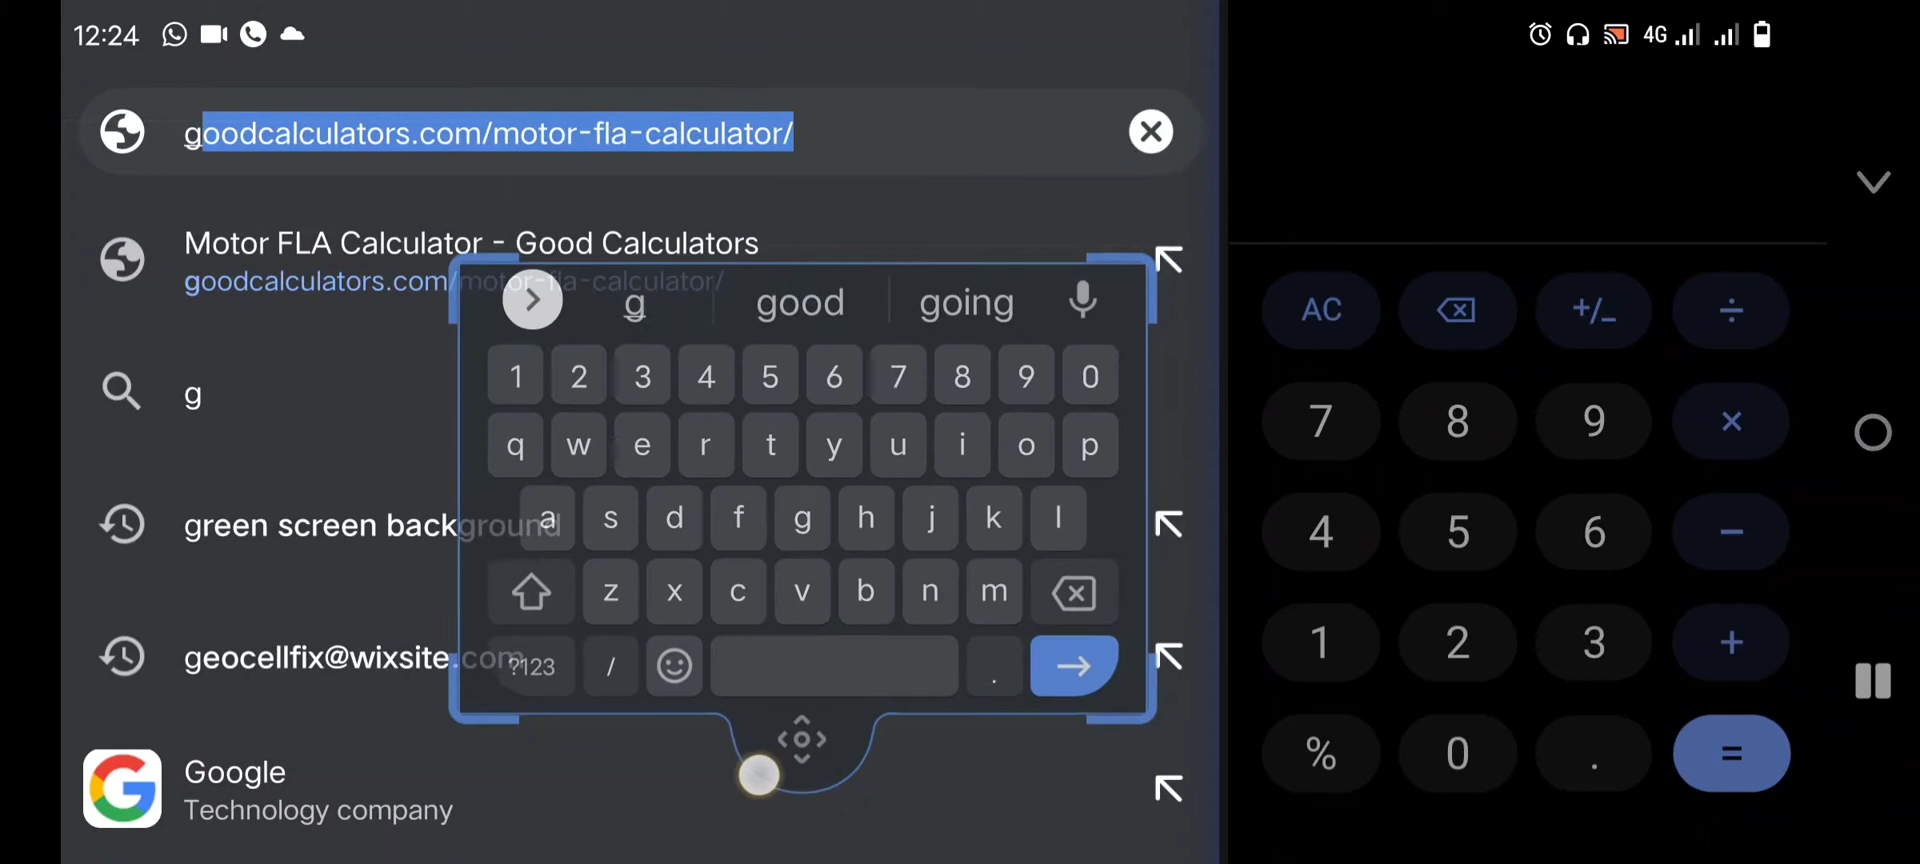 12:24
4G
goodcalculators.com/motor-fla-calculator/
Motor FLA Calculator - Good Calculators
goodcalculators.com/motor-fla-calculator/
g
green screen background
geocellfix@wixsite.com
Google
Technology company
g good going
1 2 3 4 5 6 7 8 9 0
q w e r t y u i o p
a s d f g h j k l
z x c v b n m
?123 / .
AC +/_ ÷
7 8 9 ×
4 5 6 −
1 2 3 +
% 0 . =